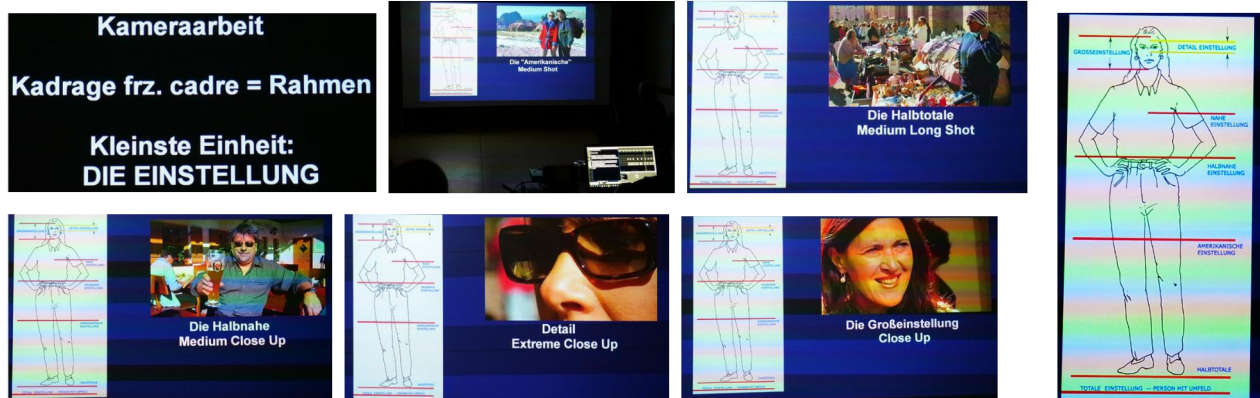 Kameraarbeit
Kadrage frz. cadre = Rahmen
Kleinste Einheit:
DIE EINSTELLUNG
Die "Amerikanische"
Medium Shot
Die Halbtotale
Medium Long Shot
Die Halbnahe
Medium Close Up
Detail
Extreme Close Up
Die Großeinstellung
Close Up
GROSSEINSTELLUNG
DETAIL EINSTELLUNG
NAHE
EINSTELLUNG
HALBNAHE
EINSTELLUNG
AMERIKANISCHE
EINSTELLUNG
HALBTOTALE
TOTALE EINSTELLUNG — PERSON MIT UMFELD